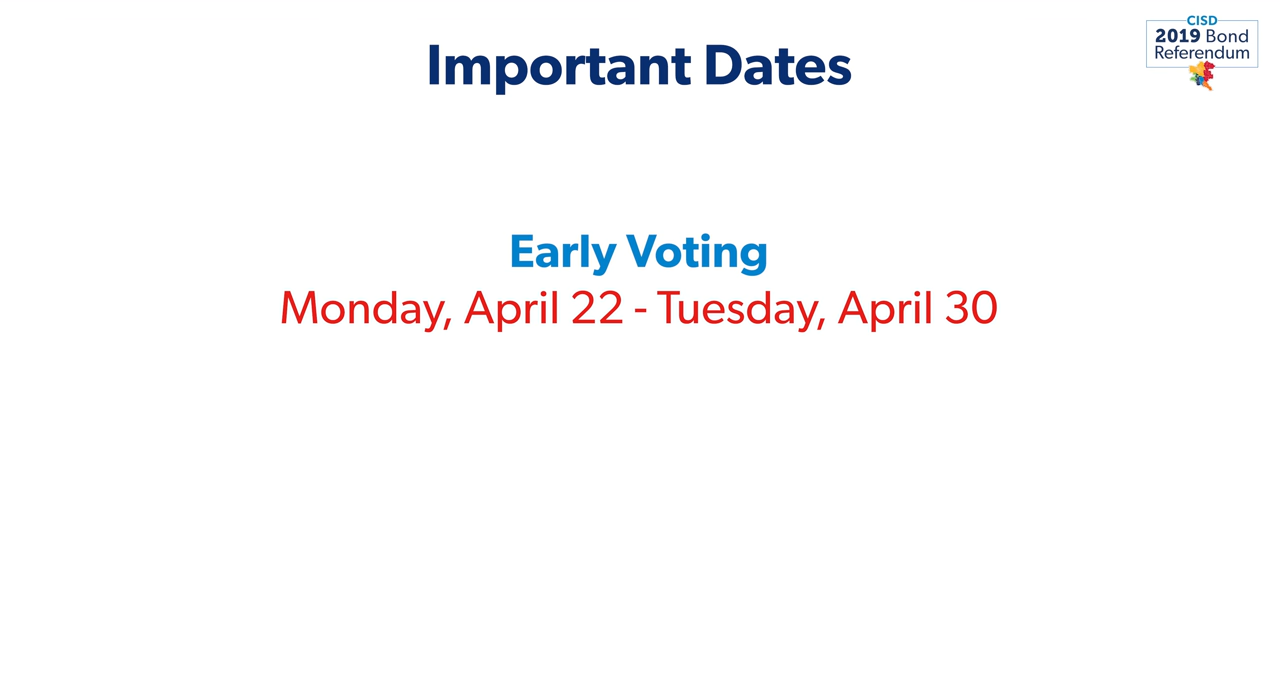 CISD
2019 Bond
Referendum
Important Dates
Early Voting
Monday, April 22 - Tuesday, April 30